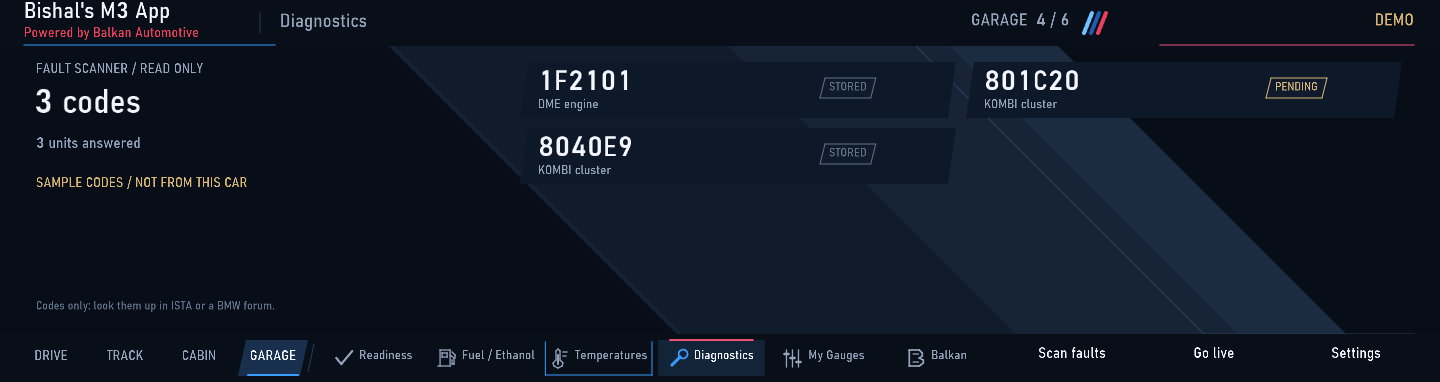 Bishal's M3 App
Powered by Balkan Automotive
Diagnostics
GARAGE 4 / 6
DEMO
FAULT SCANNER / READ ONLY
3 codes
3 units answered
SAMPLE CODES / NOT FROM THIS CAR
Codes only: look them up in ISTA or a BMW forum.
1F2101
DME engine
STORED
801C20
KOMBI cluster
PENDING
8040E9
KOMBI cluster
STORED
DRIVE
TRACK
CABIN
GARAGE
Readiness
Fuel / Ethanol
Temperatures
Diagnostics
My Gauges
Balkan
Scan faults
Go live
Settings